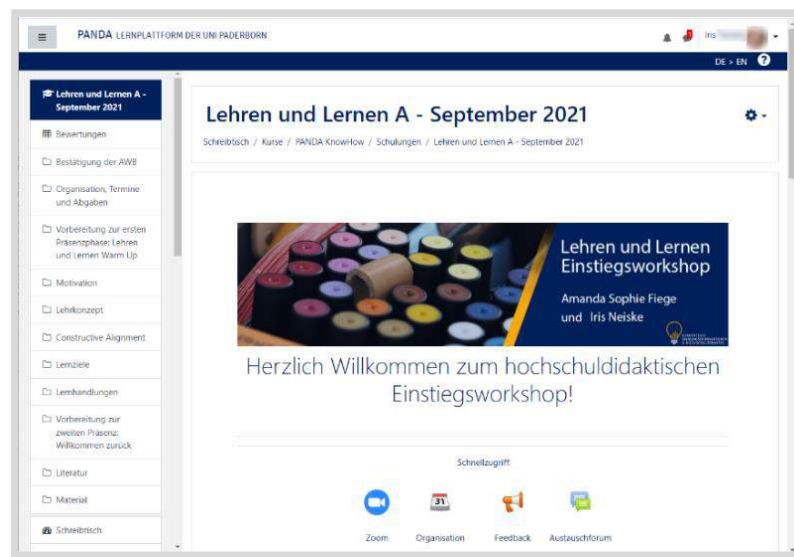 PANDA LERNPLATTFORM DER UNI PADERBORN
Iris
DE > EN ?
Lehren und Lernen A -
September 2021
Bewertungen
Bestätigung der AWB
Organisation, Termine
und Abgaben
Vorbereitung zur ersten
Präsenzphase: Lehren
und Lernen Warm Up
Motivation
Lehrkonzept
Constructive Alignment
Lernziele
Lernhandlungen
Vorbereitung zur
zweiten Präsenz:
Willkommen zurück
Literatur
Material
Schreibtisch
Lehren und Lernen A - September 2021
Schreibtisch / Kurse / PANDA KnowHow / Schulungen / Lehren und Lernen A - September 2021
Lehren und Lernen
Einstiegsworkshop
Amanda Sophie Fiege
und Iris Neiske
Herzlich Willkommen zum hochschuldidaktischen
Einstiegsworkshop!
Schnellzugriff:
31
Zoom Organisation Feedback Austauschforum